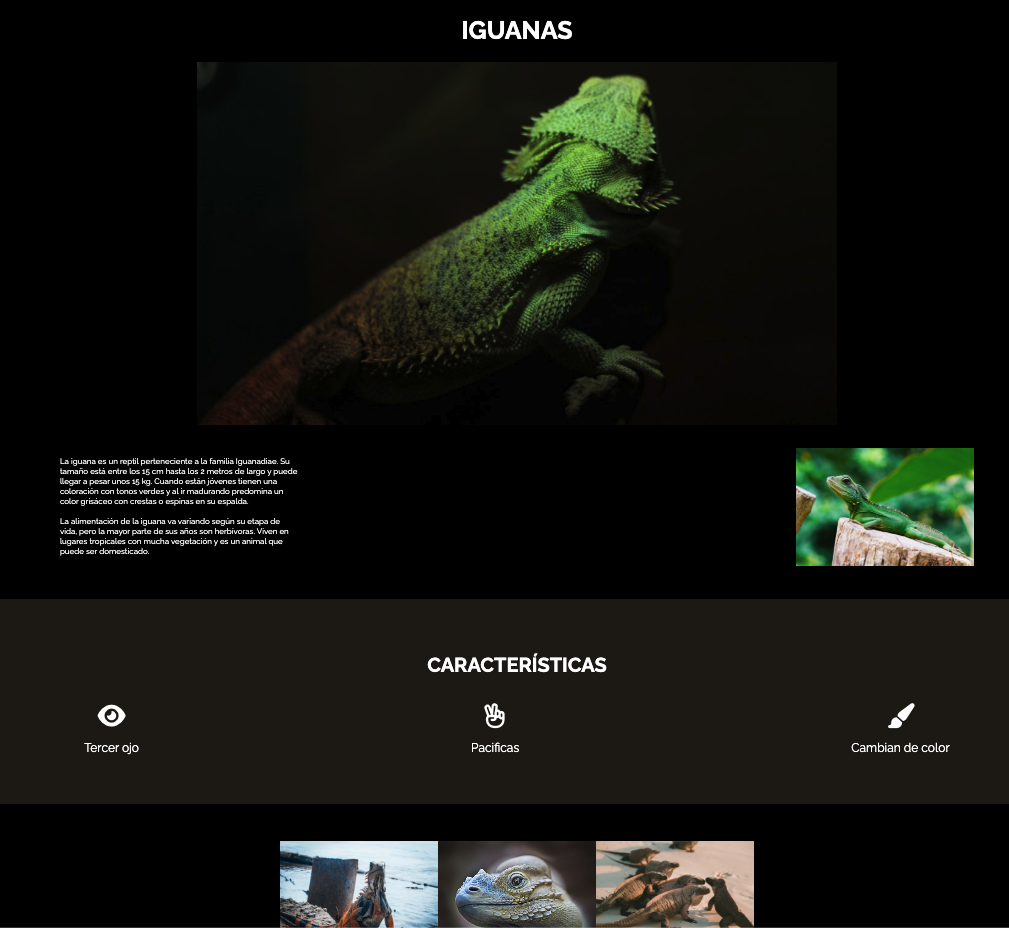 IGUANAS
La iguana es un reptil perteneciente a la familia Iguanadiae. Su
tamaño está entre los 15 cm hasta los 2 metros de largo y puede
llegar a pesar unos 15 kg. Cuando están jóvenes tienen una
coloración con tonos verdes y al ir madurando predomina un
color grisáceo con crestas o espinas en su espalda.
La alimentación de la iguana va variando según su etapa de
vida, pero la mayor parte de sus años son herbívoras. Viven en
lugares tropicales con mucha vegetación y es un animal que
puede ser domesticado.
CARACTERÍSTICAS
Tercer ojo
Pacificas
Cambian de color